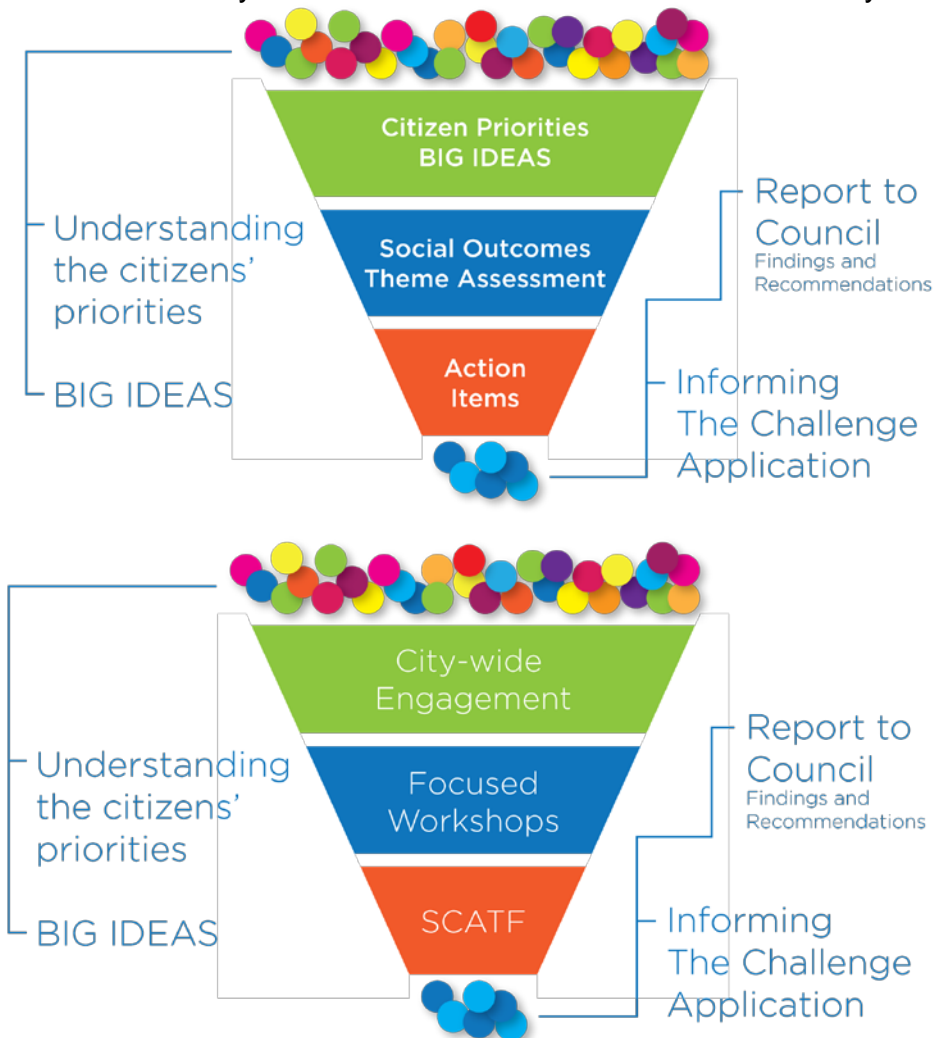 Citizen Priorities
BIG IDEAS
Social Outcomes
Theme Assessment
Action
Items
Understanding
the citizens'
priorities
BIG IDEAS
Report to
Council
Findings and
Recommendations
Informing
The Challenge
Application
City-wide
Engagement
Focused
Workshops
SCATF
Understanding
the citizens'
priorities
BIG IDEAS
Report to
Council
Findings and
Recommendations
Informing
The Challenge
Application